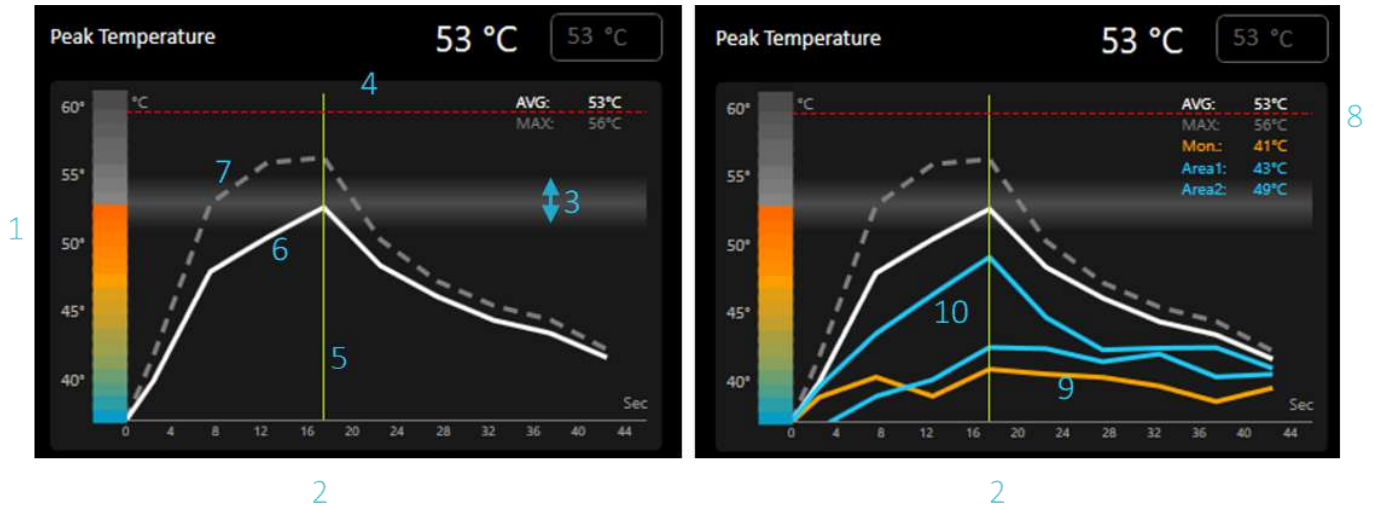 Peak Temperature 53 °C 53 °C
4
60° °C AVG: 53°C
MAX: 56°C
7
55°
3
1
50° 6
45°
5
40°
Sec
0 4 8 12 16 20 24 28 32 36 40 44
2
Peak Temperature 53 °C 53 °C
60° °C AVG: 53°C
8
MAX: 56°C
Mon.: 41°C
Area1: 43°C
55°
Area2: 49°C
50°
45° 10
40° 9
Sec
0 4 8 12 16 20 24 28 32 36 40 44
2